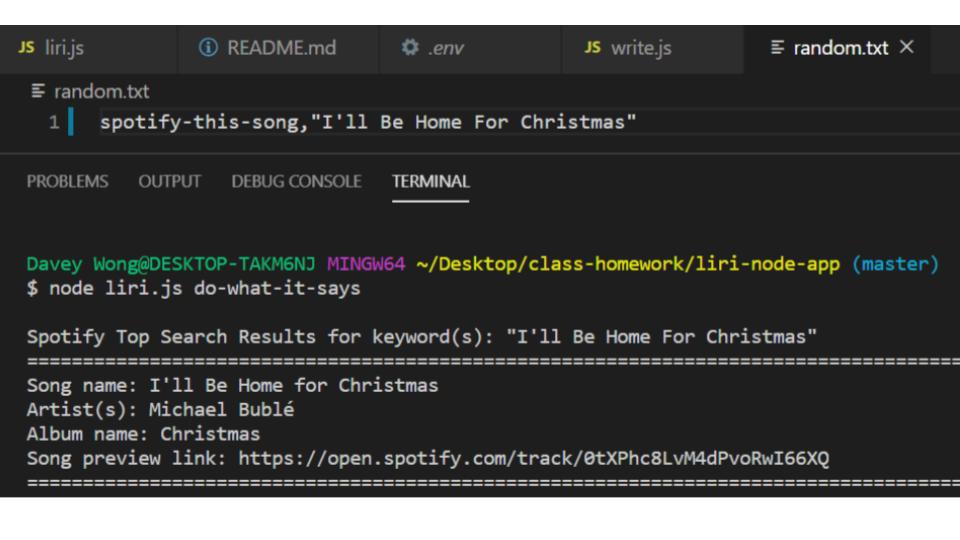 JS liri.js README.md .env JS write.js random.txt ×
random.txt
1 spotify-this-song,"I'll Be Home For Christmas"
PROBLEMS OUTPUT DEBUG CONSOLE TERMINAL
Davey Wong@DESKTOP-TAKM6NJ MINGW64 ~/Desktop/class-homework/liri-node-app (master)
$ node liri.js do-what-it-says
Spotify Top Search Results for keyword(s): "I'll Be Home For Christmas"
===================================================================================
Song name: I'll Be Home for Christmas
Artist(s): Michael Bublé
Album name: Christmas
Song preview link: https://open.spotify.com/track/0tXPhc8LvM4dPvoRwI66XQ
===================================================================================